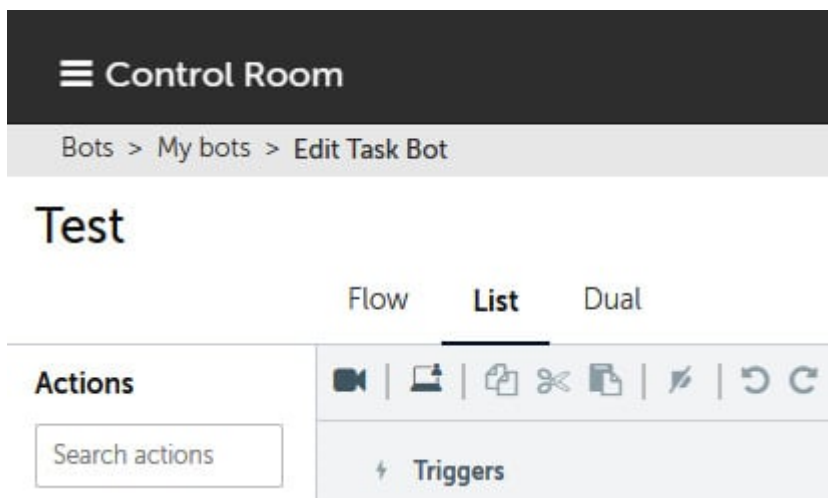 Control Room
Bots > My bots > Edit Task Bot
Test
Flow List Dual
Actions
Search actions
Triggers